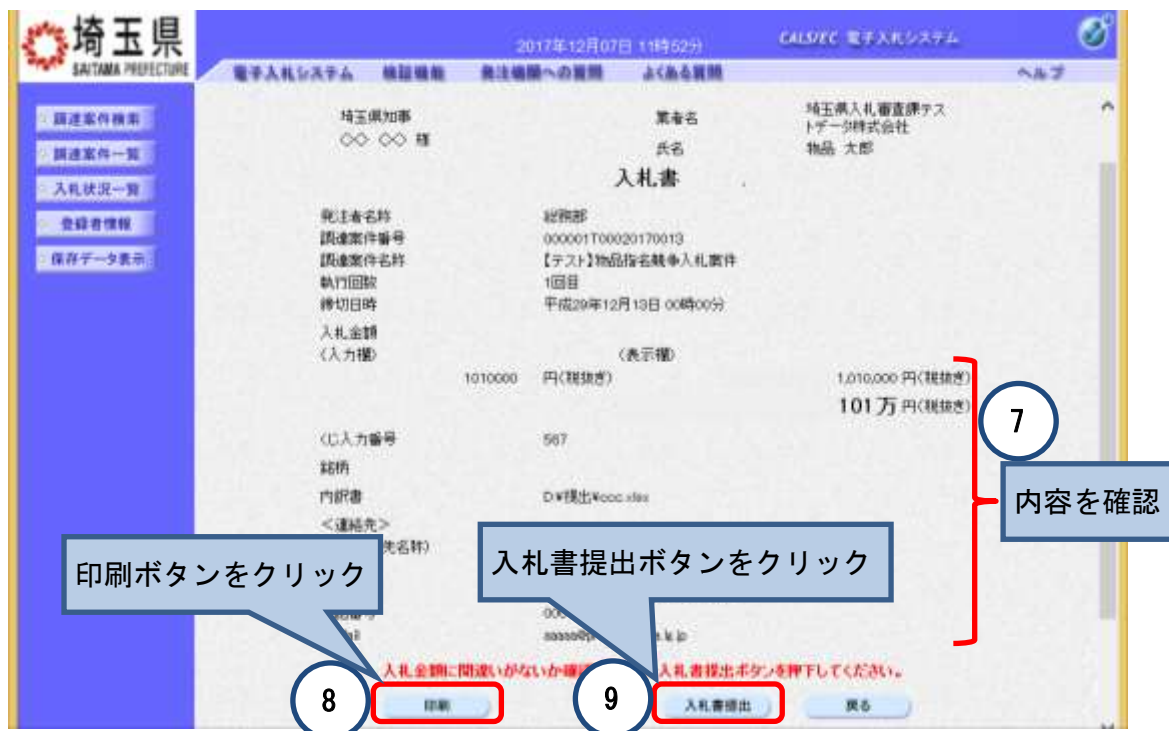 埼玉県
SAITAMA PREFECTURE
2017年12月07日 11時52分
CALS/EC 電子入札システム
電子入札システム 検証機能 発注機関への質問 よくある質問 ヘルプ
調達案件検索
調達案件一覧
入札状況一覧
登録者情報
保存データ表示
埼玉県知事
◇◇ ◇◇ 様
業者名 埼玉県入札審査課テス
トデータ株式会社
氏名 物品 太郎
入札書
発注者名称 総務部
調達案件番号 000001T00020170013
調達案件名称 【テスト】物品指名競争入札案件
執行回数 1回目
締切日時 平成29年12月13日 00時00分
入札金額
(入力欄) (表示欄)
1010000 円(税抜き) 1,010,000 円(税抜き)
101万 円(税抜き)
くじ入力番号 567
銘柄
内訳書 D:¥提出¥ccc.xlsx
<連絡先>
先名称)
⑦
内容を確認
印刷ボタンをクリック
入札書提出ボタンをクリック
入札金額に間違いがないか確認
入札書提出ボタンを押下してください。
⑧
印刷
⑨
入札書提出
戻る